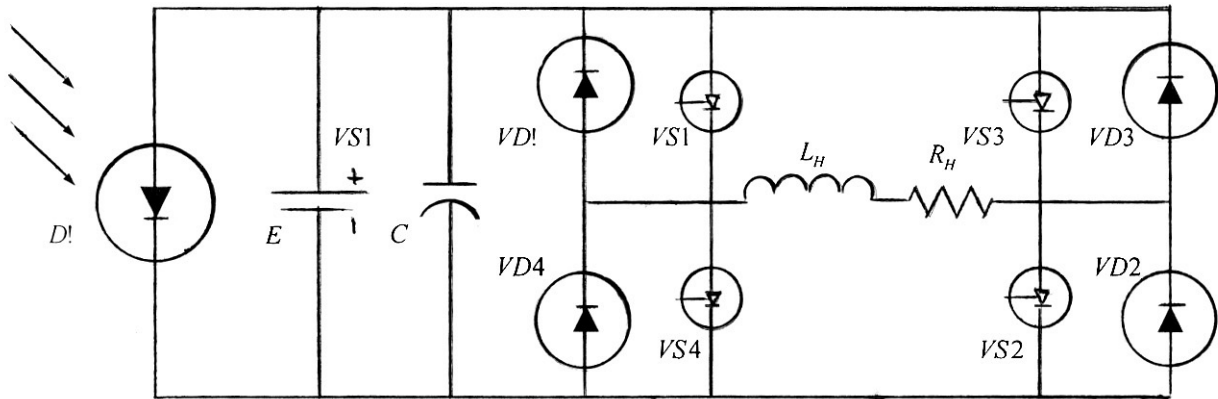 VS1
VD!
VS1
VS3
VD3
L_H
R_H
D!
E
+
-
C
VD4
VD2
VS4
VS2